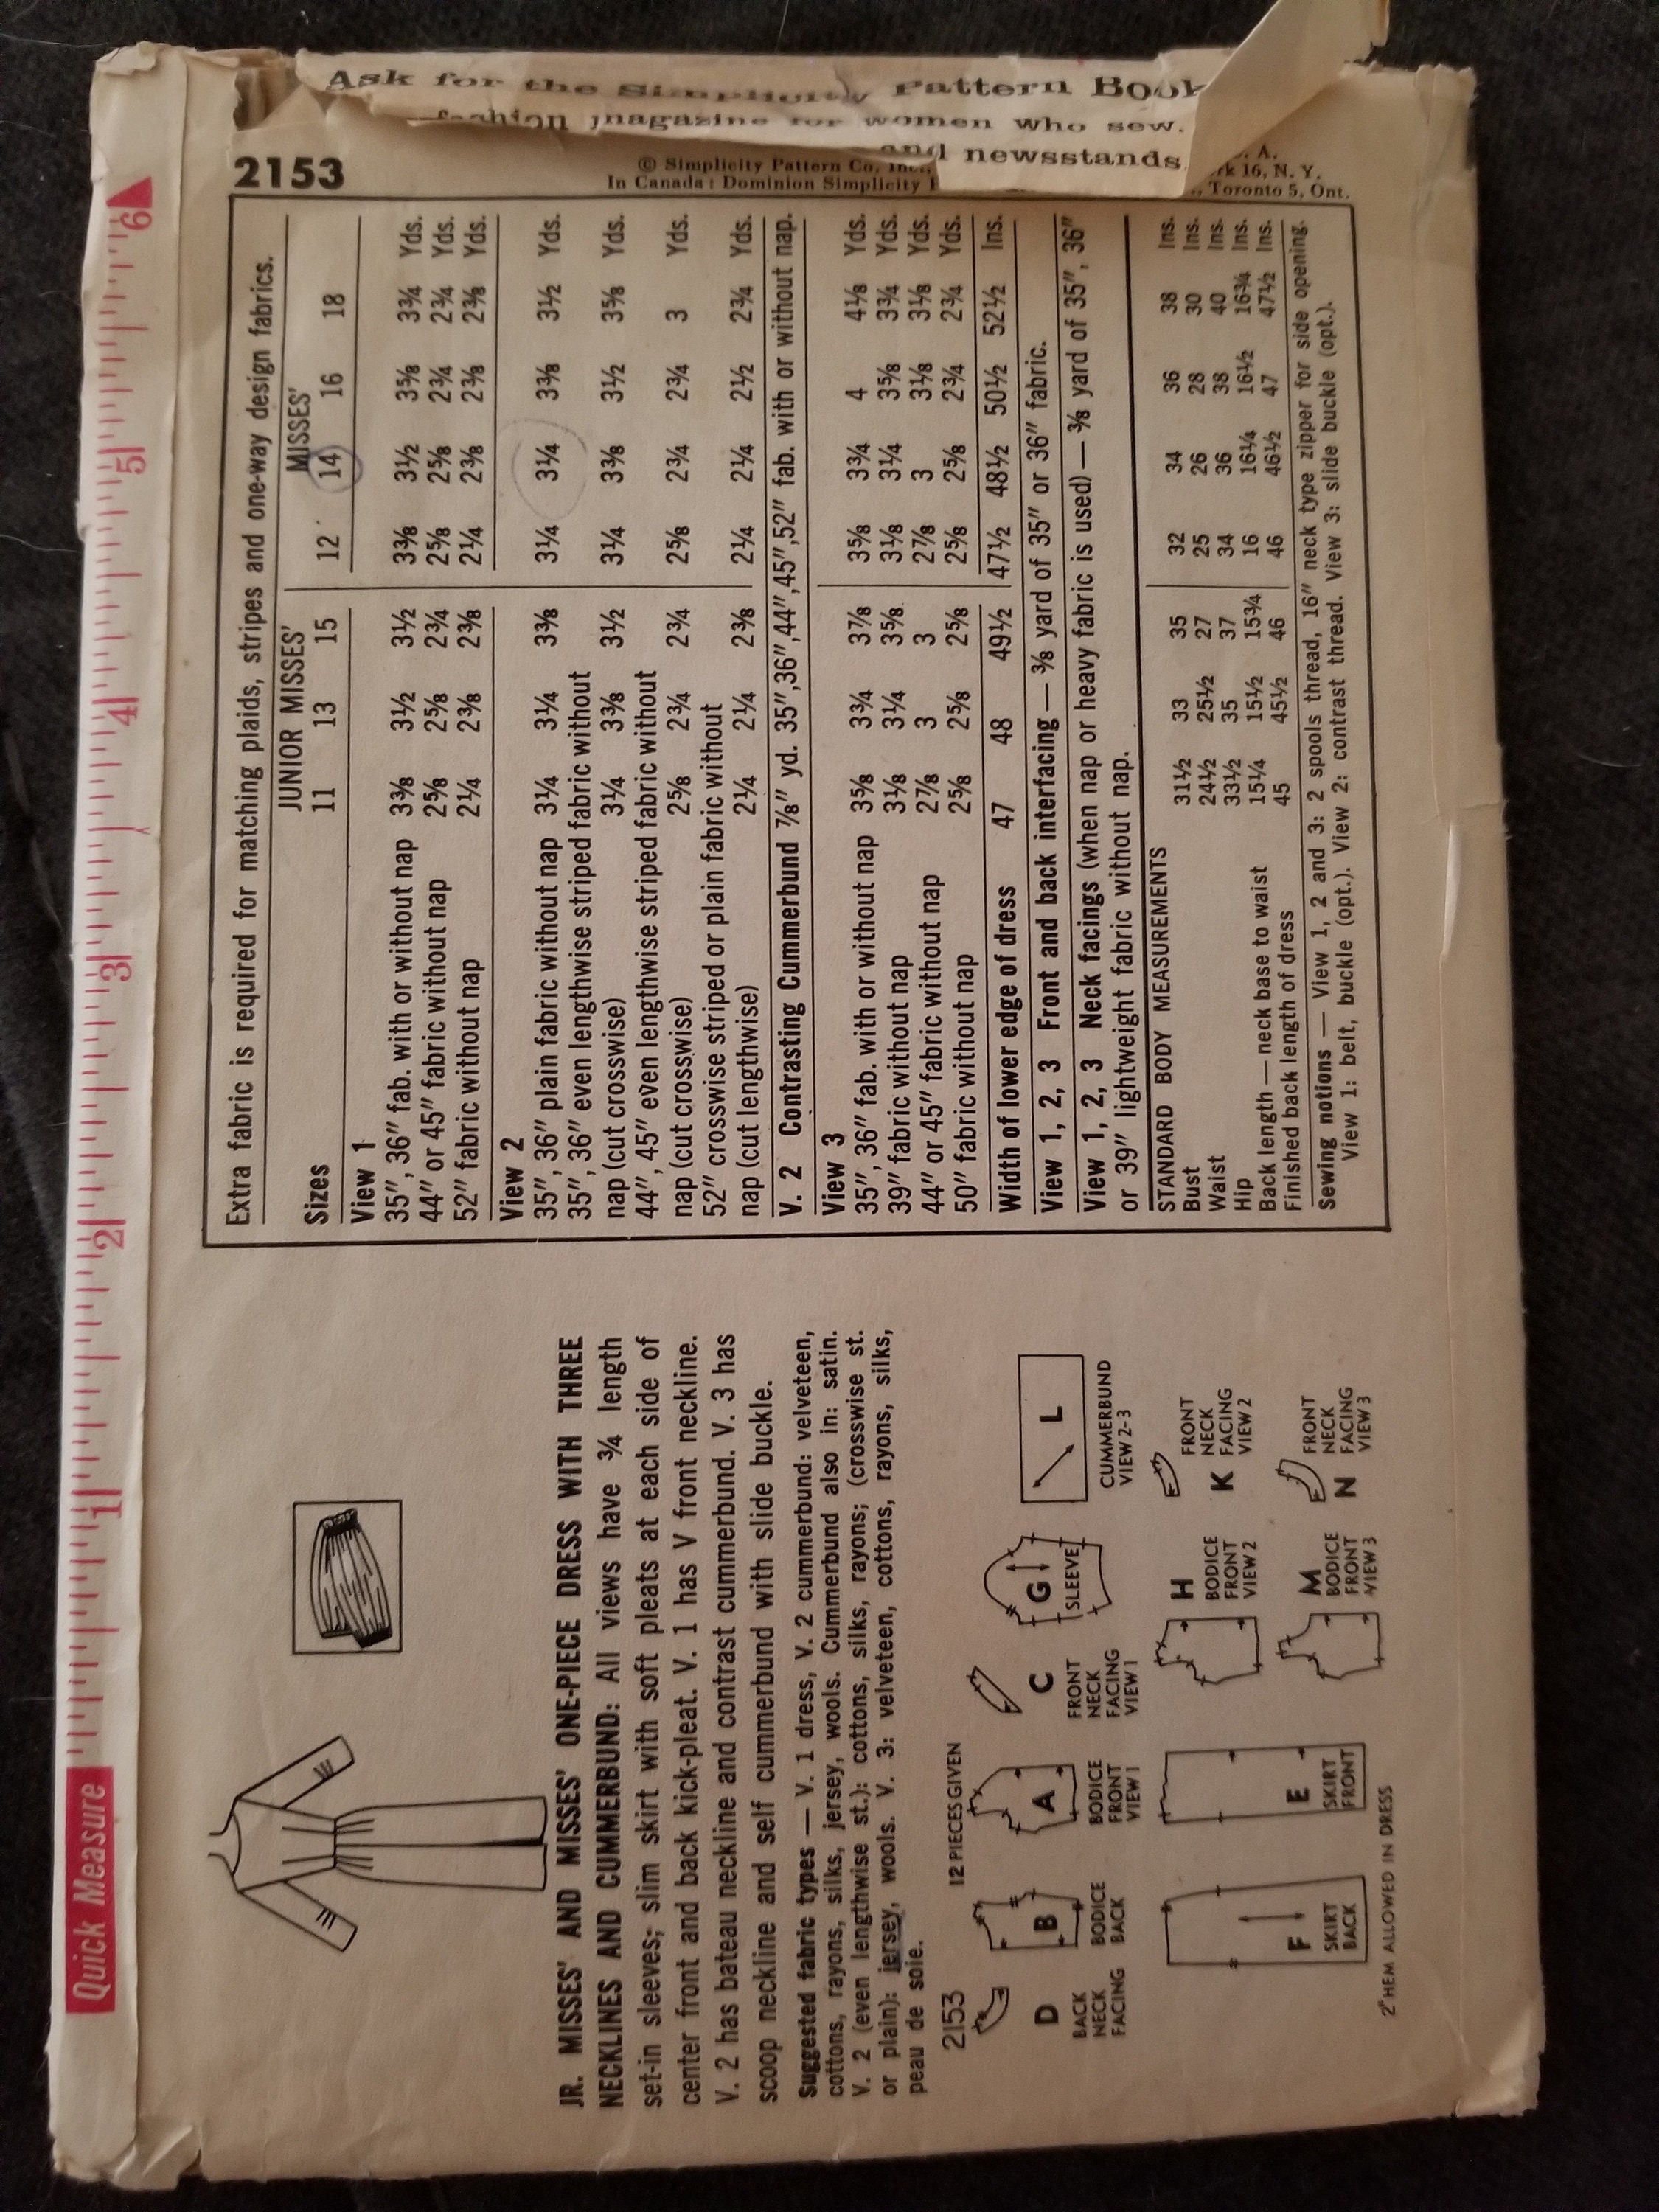 Quick Measure 1 2 3 4 5 6
Ask for the Simplicity Pattern Book
fashion magazine for women who sew.
and newsstands
2153
© Simplicity Pattern Co.
. A.
16, N. Y.
In Canada: Dominion Simplicity
Toronto 5, Ont.
JR. MISSES' AND MISSES' ONE-PIECE DRESS WITH THREE
NECKLINES AND CUMMERBUND: All views have ¾ length
set-in sleeves; slim skirt with soft pleats at each side of
center front and back kick-pleat. V. 1 has V front neckline.
V. 2 has bateau neckline and contrast cummerbund. V. 3 has
scoop neckline and self cummerbund with slide buckle.
Suggested fabric types — V. 1 dress, V. 2 cummerbund: velveteen,
cottons, rayons, silks, jersey, wools. Cummerbund also in: satin.
V. 2 (even lengthwise st.): cottons, silks, rayons; (crosswise st.
or plain): jersey, wools. V. 3: velveteen, cottons, rayons, silks,
peau de soie.
2153 12 PIECES GIVEN
D
BACK
NECK
FACING
B
BODICE
BACK
A
BODICE
FRONT
VIEW 1
C
FRONT
NECK
FACING
VIEW 1
G
SLEEVE
L
CUMMERBUND
VIEW 2-3
F
SKIRT
BACK
E
SKIRT
FRONT
H
BODICE
FRONT
VIEW 2
K
FRONT
NECK
FACING
VIEW 2
M
BODICE
FRONT
VIEW 3
N
FRONT
NECK
FACING
VIEW 3
2" HEM ALLOWED IN DRESS
Extra fabric is required for matching plaids, stripes and one-way design fabrics.
JUNIOR MISSES' MISSES'
Sizes 11 13 15 12 14 16 18
View 1
35", 36" fab. with or without nap 3⅜ 3½ 3½ 3⅜ 3½ 3⅝ 3¾ Yds.
44" or 45" fabric without nap 2⅝ 2⅝ 2¾ 2⅝ 2⅝ 2¾ 2¾ Yds.
52" fabric without nap 2¼ 2⅜ 2⅜ 2¼ 2⅜ 2⅜ 2⅜ Yds.
View 2
35", 36" plain fabric without nap 3¼ 3¼ 3⅜ 3¼ 3¼ 3⅜ 3½ Yds.
35", 36" even lengthwise striped fabric without
nap (cut crosswise) 3¼ 3⅜ 3½ 3¼ 3⅜ 3½ 3⅝ Yds.
44", 45" even lengthwise striped fabric without
nap (cut crosswise) 2⅝ 2¾ 2¾ 2⅝ 2¾ 2¾ 3 Yds.
52" crosswise striped or plain fabric without
nap (cut lengthwise) 2¼ 2¼ 2⅜ 2¼ 2¼ 2½ 2¾ Yds.
V. 2 Contrasting Cummerbund ⅞" yd. 35",36",44",45",52" fab. with or without nap.
View 3
35", 36" fab. with or without nap 3⅝ 3¾ 3⅞ 3⅝ 3¾ 4 4⅛ Yds.
39" fabric without nap 3⅛ 3¼ 3⅝ 3⅛ 3¼ 3⅝ 3¾ Yds.
44" or 45" fabric without nap 2⅞ 3 3 2⅞ 3 3⅛ 3⅛ Yds.
50" fabric without nap 2⅝ 2⅝ 2⅝ 2⅝ 2⅝ 2¾ 2¾ Yds.
Width of lower edge of dress 47 48 49½ 47½ 48½ 50½ 52½ Ins.
View 1, 2, 3 Front and back interfacing — ⅜ yard of 35" or 36" fabric.
View 1, 2, 3 Neck facings (when nap or heavy fabric is used) — ⅜ yard of 35", 36"
or 39" lightweight fabric without nap.
STANDARD BODY MEASUREMENTS
Bust 31½ 33 35 32 34 36 38 Ins.
Waist 24½ 25½ 27 25 26 28 30 Ins.
Hip 33½ 35 37 34 36 38 40 Ins.
Back length — neck base to waist 15¼ 15½ 15¾ 16 16¼ 16½ 16¾ Ins.
Finished back length of dress 45 45½ 46 46 46½ 47 47½ Ins.
Sewing notions — View 1, 2 and 3: 2 spools thread, 16" neck type zipper for side opening.
View 1: belt, buckle (opt.). View 2: contrast thread. View 3: slide buckle (opt.).